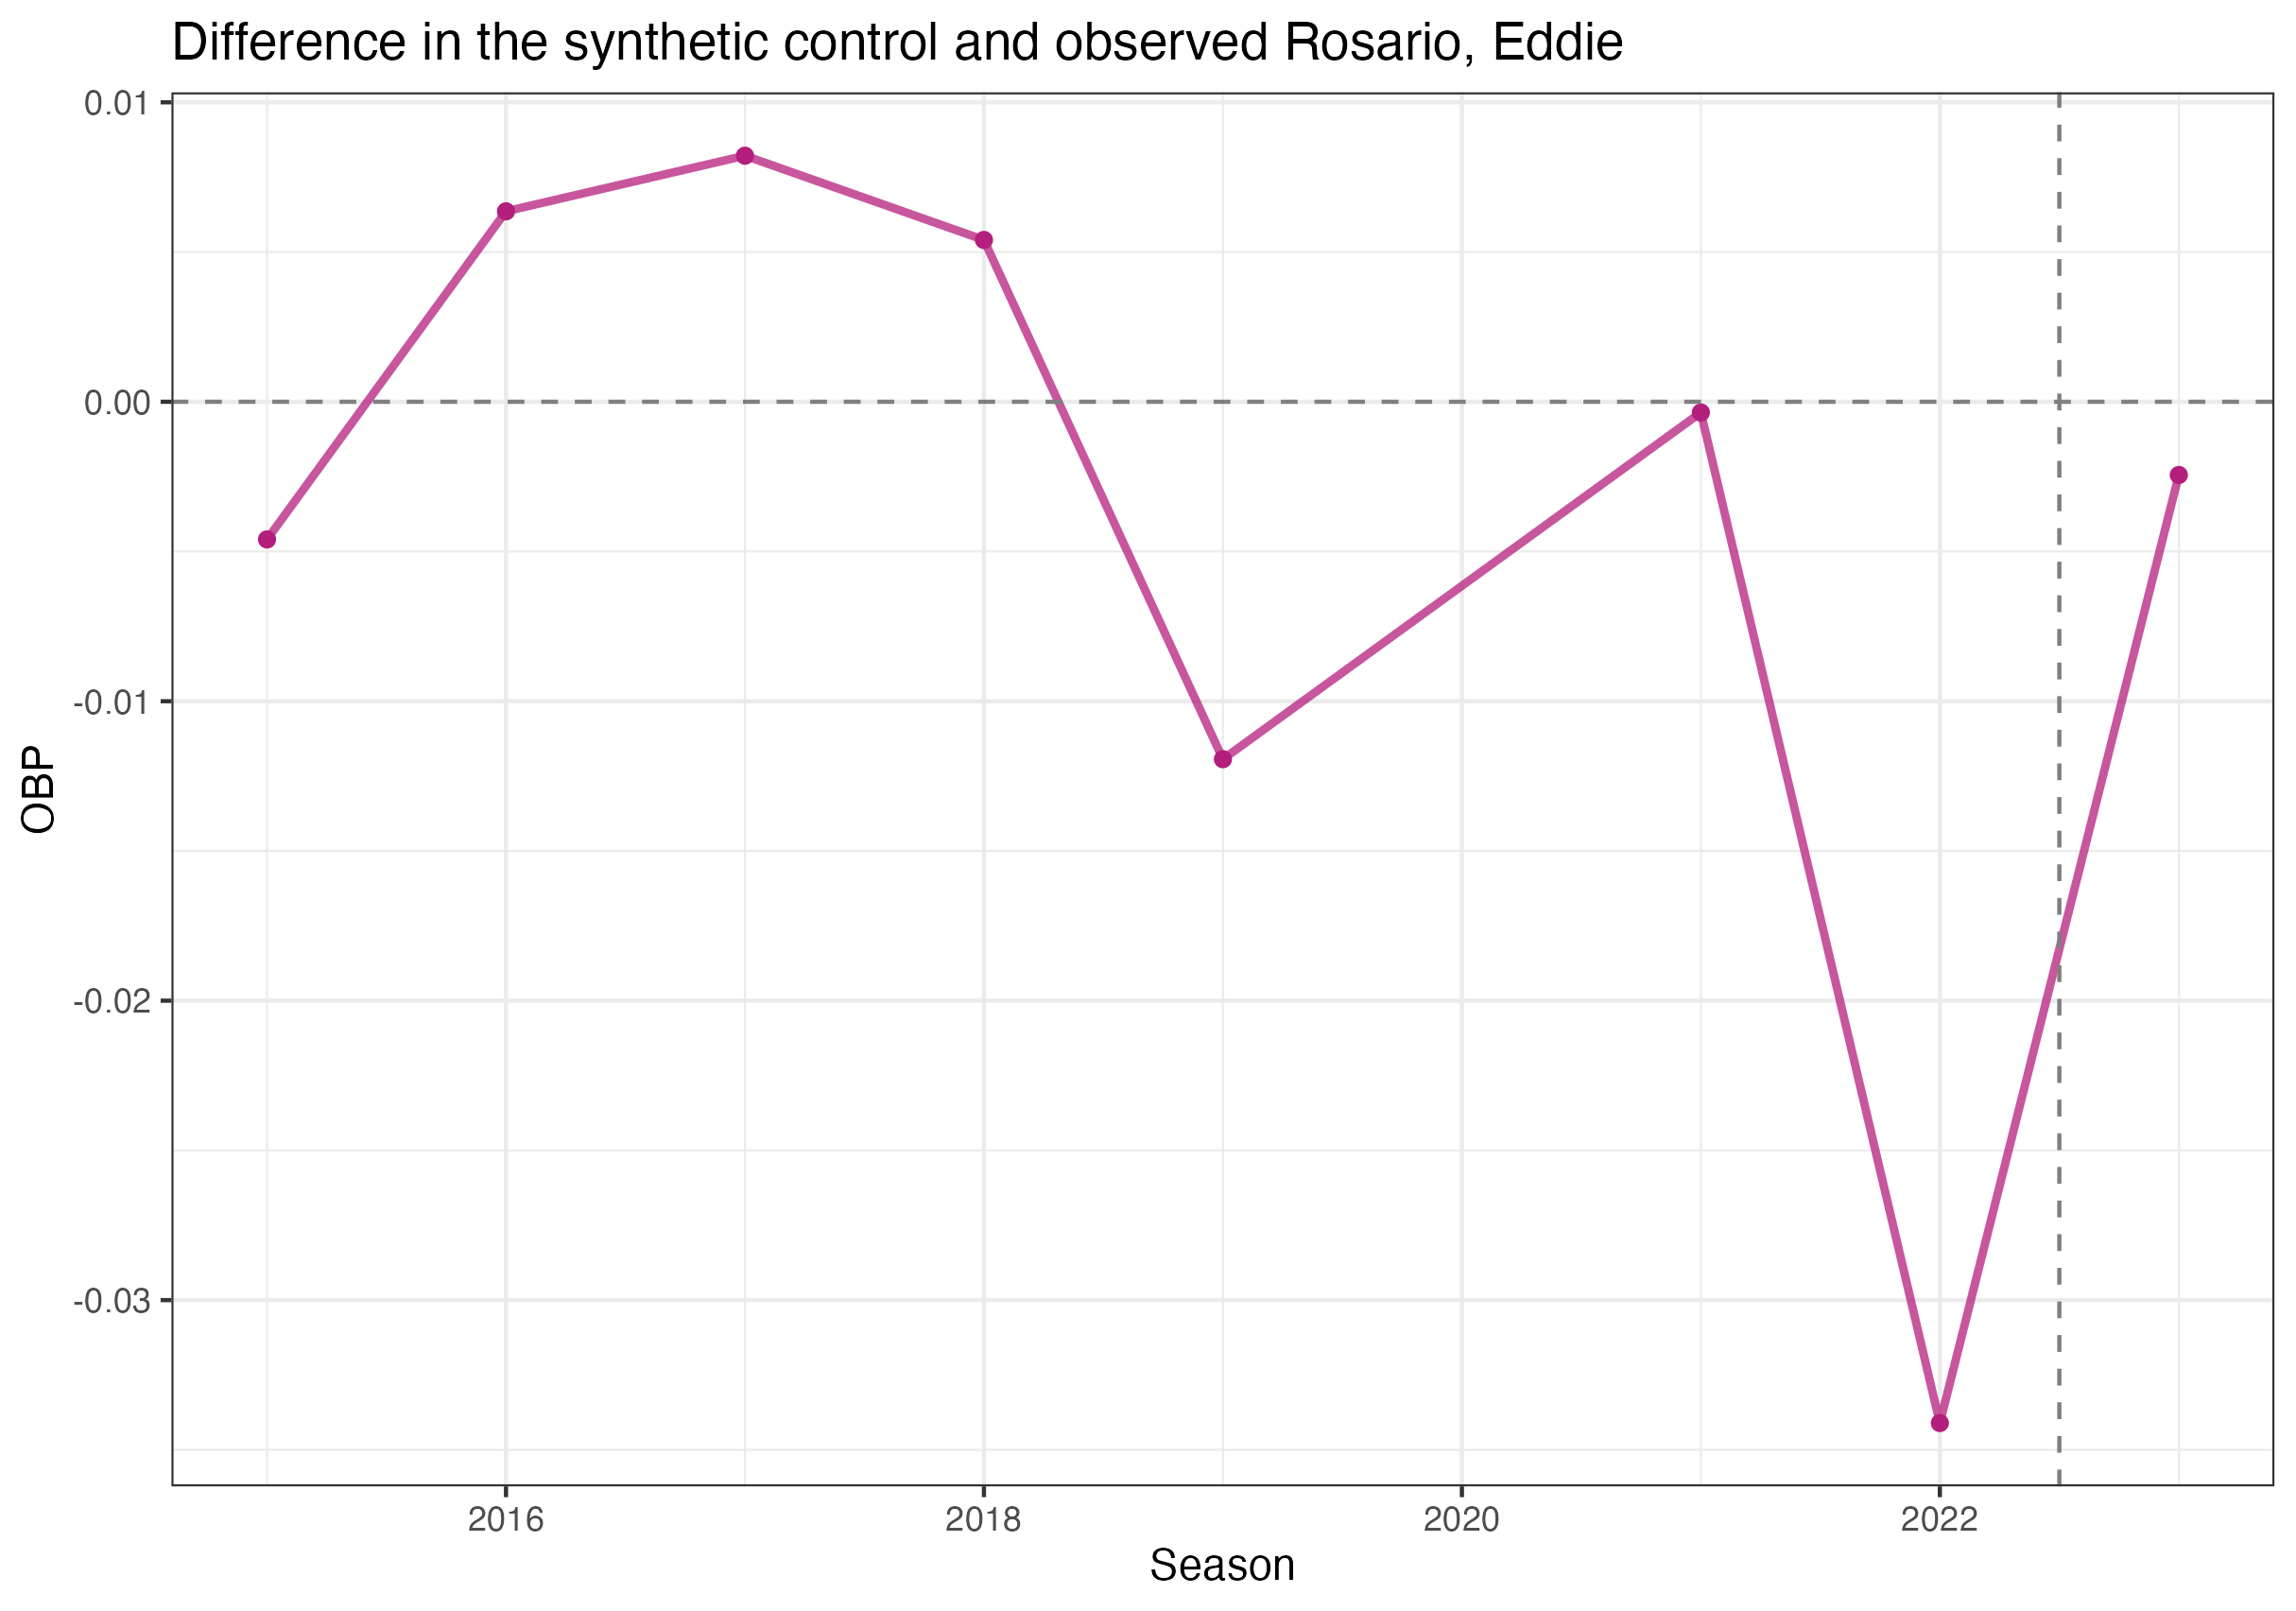 Difference in the synthetic control and observed Rosario, Eddie
0.01
0.00
-0.01
-0.02
-0.03
OBP
2016 2018 2020 2022
Season